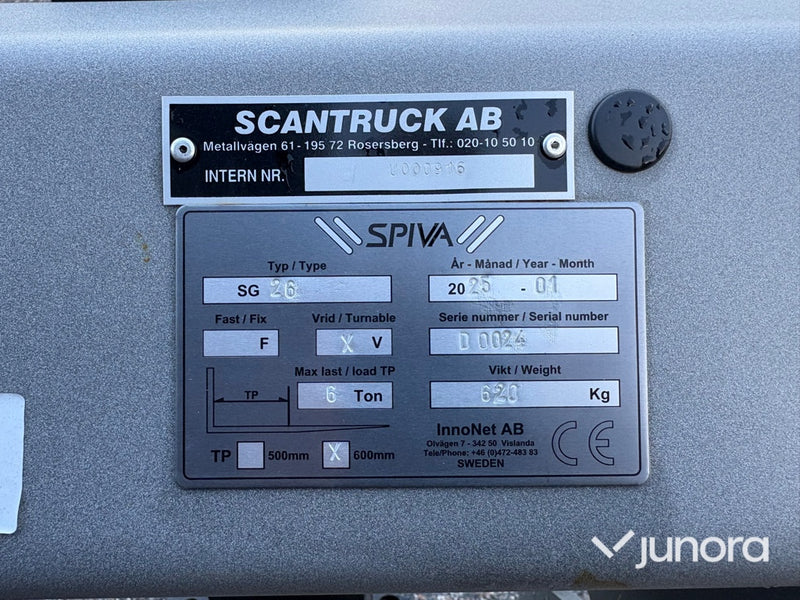 SCANTRUCK AB
Metallvägen 61 - 195 72 Rosersberg - Tlf.: 020-10 50 10
INTERN NR. U000916
SPIVA
Typ / Type
SG 26
År - Månad / Year - Month
2025 - 01
Fast / Fix
F
Vrid / Turnable
X V
Serie nummer / Serial number
D 0024
Max last / load TP
6 Ton
Vikt / Weight
620 Kg
TP
TP 500mm X 600mm
InnoNet AB
Olvägen 7 - 342 50 Vislanda
Tele/Phone: +46 (0)472-483 83
SWEDEN
CE
junora